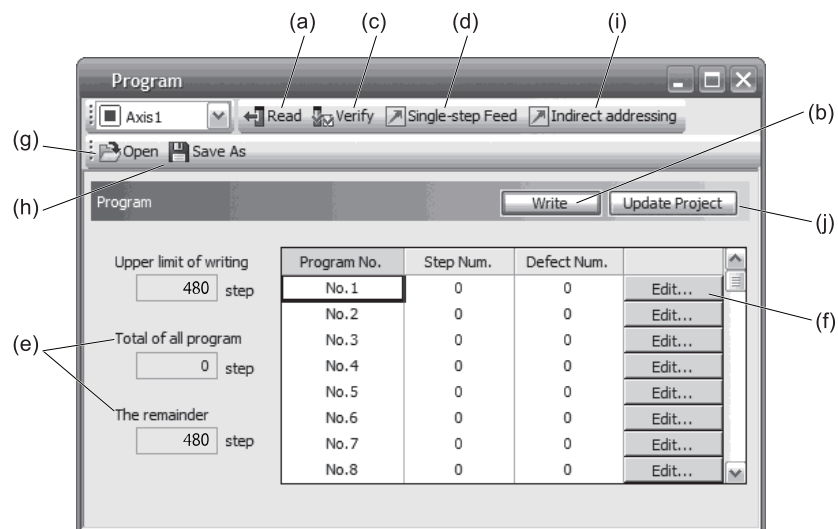 (a) (c) (d) (i)
Program
Axis1 Read Verify Single-step Feed Indirect addressing
(b)
(g) Open Save As
(h) Program Write Update Project
(j)
Upper limit of writing Program No. Step Num. Defect Num.
480 step No.1 0 0 Edit...
No.2 0 0 Edit...
(f)
(e) Total of all program No.3 0 0 Edit...
0 step No.4 0 0 Edit...
No.5 0 0 Edit...
The remainder No.6 0 0 Edit...
480 step No.7 0 0 Edit...
No.8 0 0 Edit...